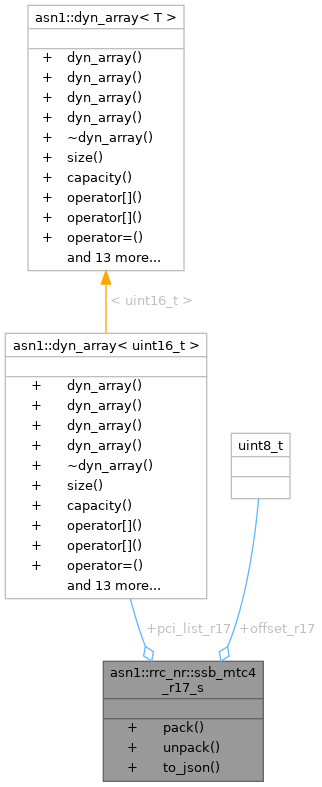 asn1::dyn_array< T >
+ dyn_array()
+ dyn_array()
+ dyn_array()
+ dyn_array()
+ ~dyn_array()
+ size()
+ capacity()
+ operator[]()
+ operator[]()
+ operator=()
and 13 more...
< uint16_t >
asn1::dyn_array< uint16_t >
+ dyn_array()
+ dyn_array()
+ dyn_array()
+ dyn_array()
+ ~dyn_array()
+ size()
+ capacity()
+ operator[]()
+ operator[]()
+ operator=()
and 13 more...
uint8_t
+pci_list_r17
+offset_r17
asn1::rrc_nr::ssb_mtc4
_r17_s
+ pack()
+ unpack()
+ to_json()